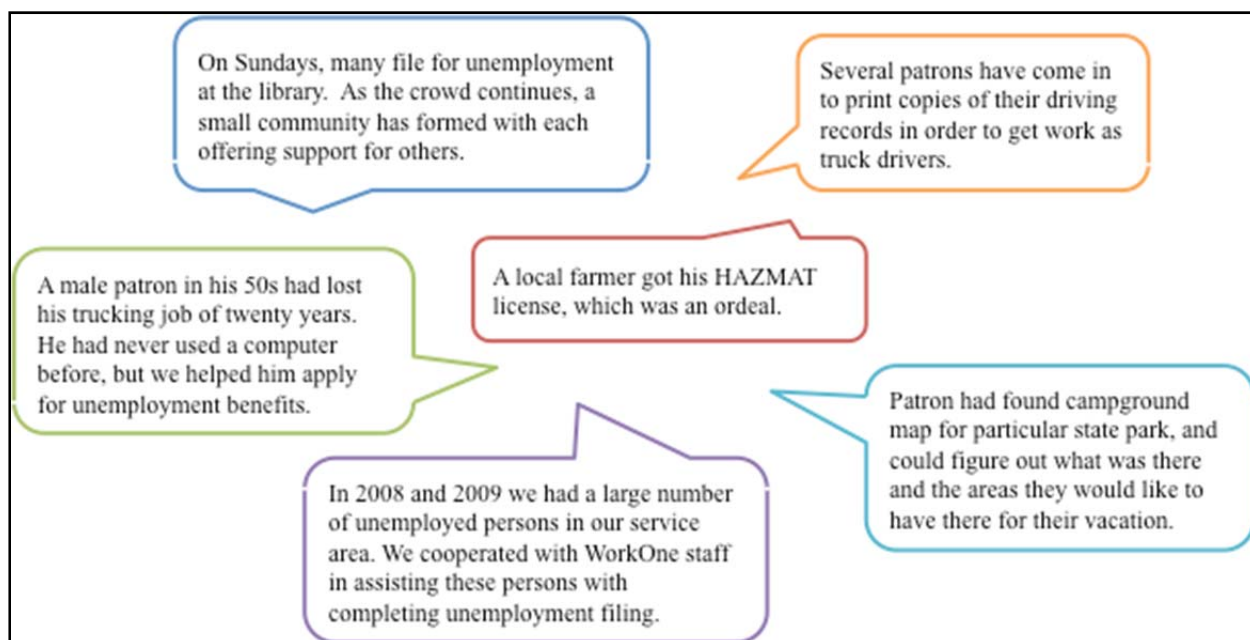 On Sundays, many file for unemployment
at the library.  As the crowd continues, a
small community has formed with each
offering support for others.
Several patrons have come in
to print copies of their driving
records in order to get work as
truck drivers.
A male patron in his 50s had lost
his trucking job of twenty years.
He had never used a computer
before, but we helped him apply
for unemployment benefits.
A local farmer got his HAZMAT
license, which was an ordeal.
Patron had found campground
map for particular state park, and
could figure out what was there
and the areas they would like to
have there for their vacation.
In 2008 and 2009 we had a large number
of unemployed persons in our service
area. We cooperated with WorkOne staff
in assisting these persons with
completing unemployment filing.